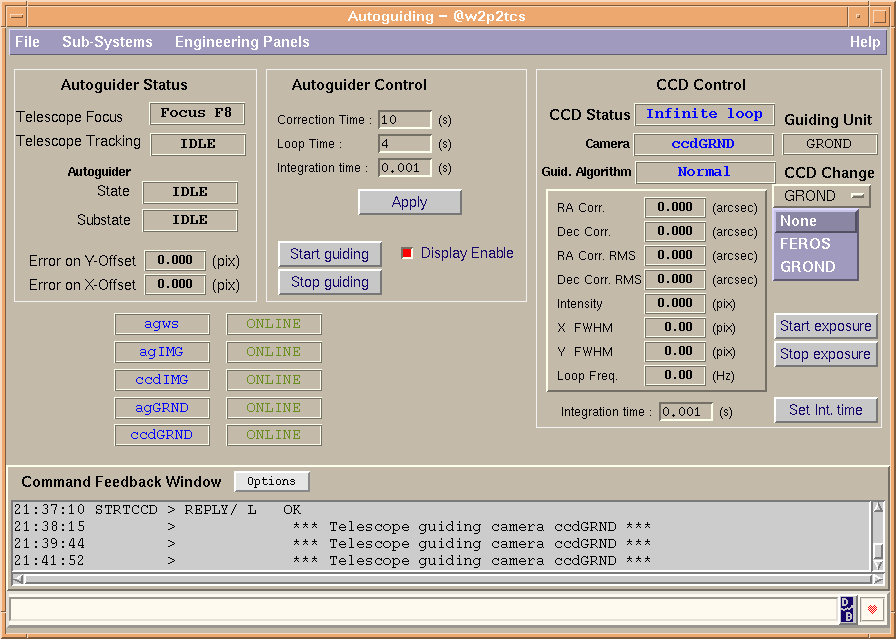 Autoguiding - @w2p2tcs
File Sub-Systems Engineering Panels Help
Autoguider Status
Telescope Focus Focus F8
Telescope Tracking IDLE
Autoguider
State IDLE
Substate IDLE
Error on Y-Offset 0.000 (pix)
Error on X-Offset 0.000 (pix)
Autoguider Control
Correction Time : 10 (s)
Loop Time : 4 (s)
Integration time : 0.001 (s)
Apply
Start guiding Display Enable
Stop guiding
agws ONLINE
agIMG ONLINE
ccdIMG ONLINE
agGRND ONLINE
ccdGRND ONLINE
CCD Control
CCD Status Infinite loop
Camera ccdGRND
Guid. Algorithm Normal
Guiding Unit
GROND
CCD Change
GROND
None
FEROS
GROND
RA Corr. 0.000 (arcsec)
Dec Corr. 0.000 (arcsec)
RA Corr. RMS 0.000 (arcsec)
Dec Corr. RMS 0.000 (arcsec)
Intensity 0.000 (pix)
X FWHM 0.00 (pix)
Y FWHM 0.00 (pix)
Loop Freq. 0.00 (Hz)
Start exposure
Stop exposure
Integration time : 0.001 (s) Set Int. time
Command Feedback Window Options
21:37:10 STRTCCD > REPLY/ L OK
21:38:15 > *** Telescope guiding camera ccdGRND ***
21:39:44 > *** Telescope guiding camera ccdGRND ***
21:41:52 > *** Telescope guiding camera ccdGRND ***
DB